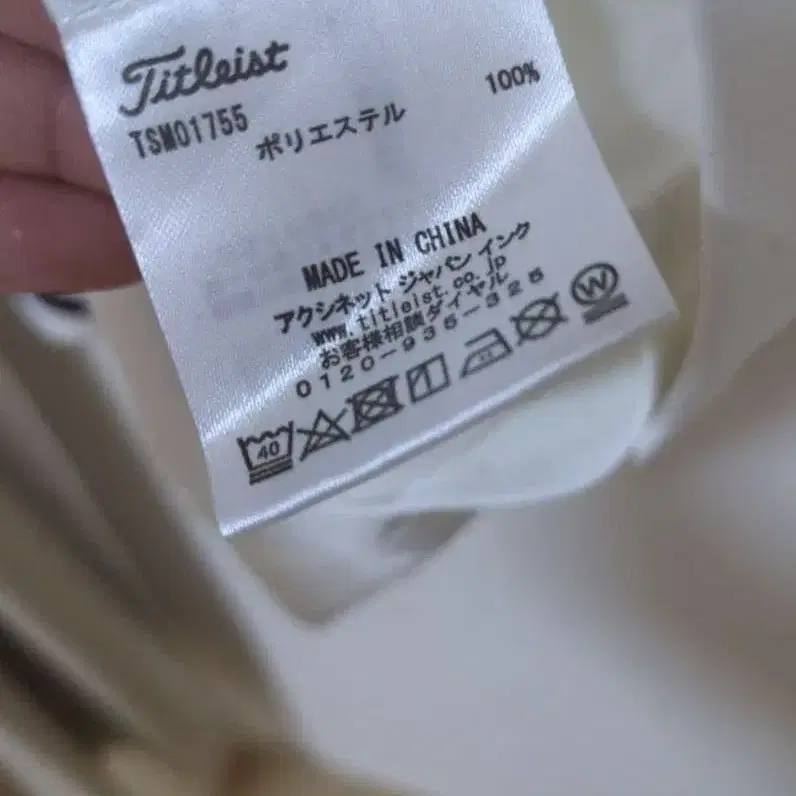 Titleist
TSM01755
ポリエステル 100%
MADE IN CHINA
アクシネット ジャパン インク
www.titleist.co.jp
お客様相談ダイヤル
0120-935-325
40
W